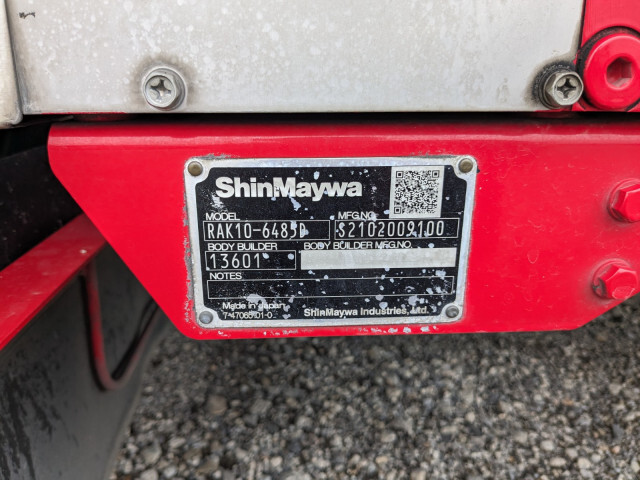 ShinMaywa
MODEL MFG.NO.
RAK10-6485D S2102009100
BODY BUILDER BODY BUILDER MFG.NO.
13601
NOTES
Made in Japan
ShinMaywa Industries, Ltd.